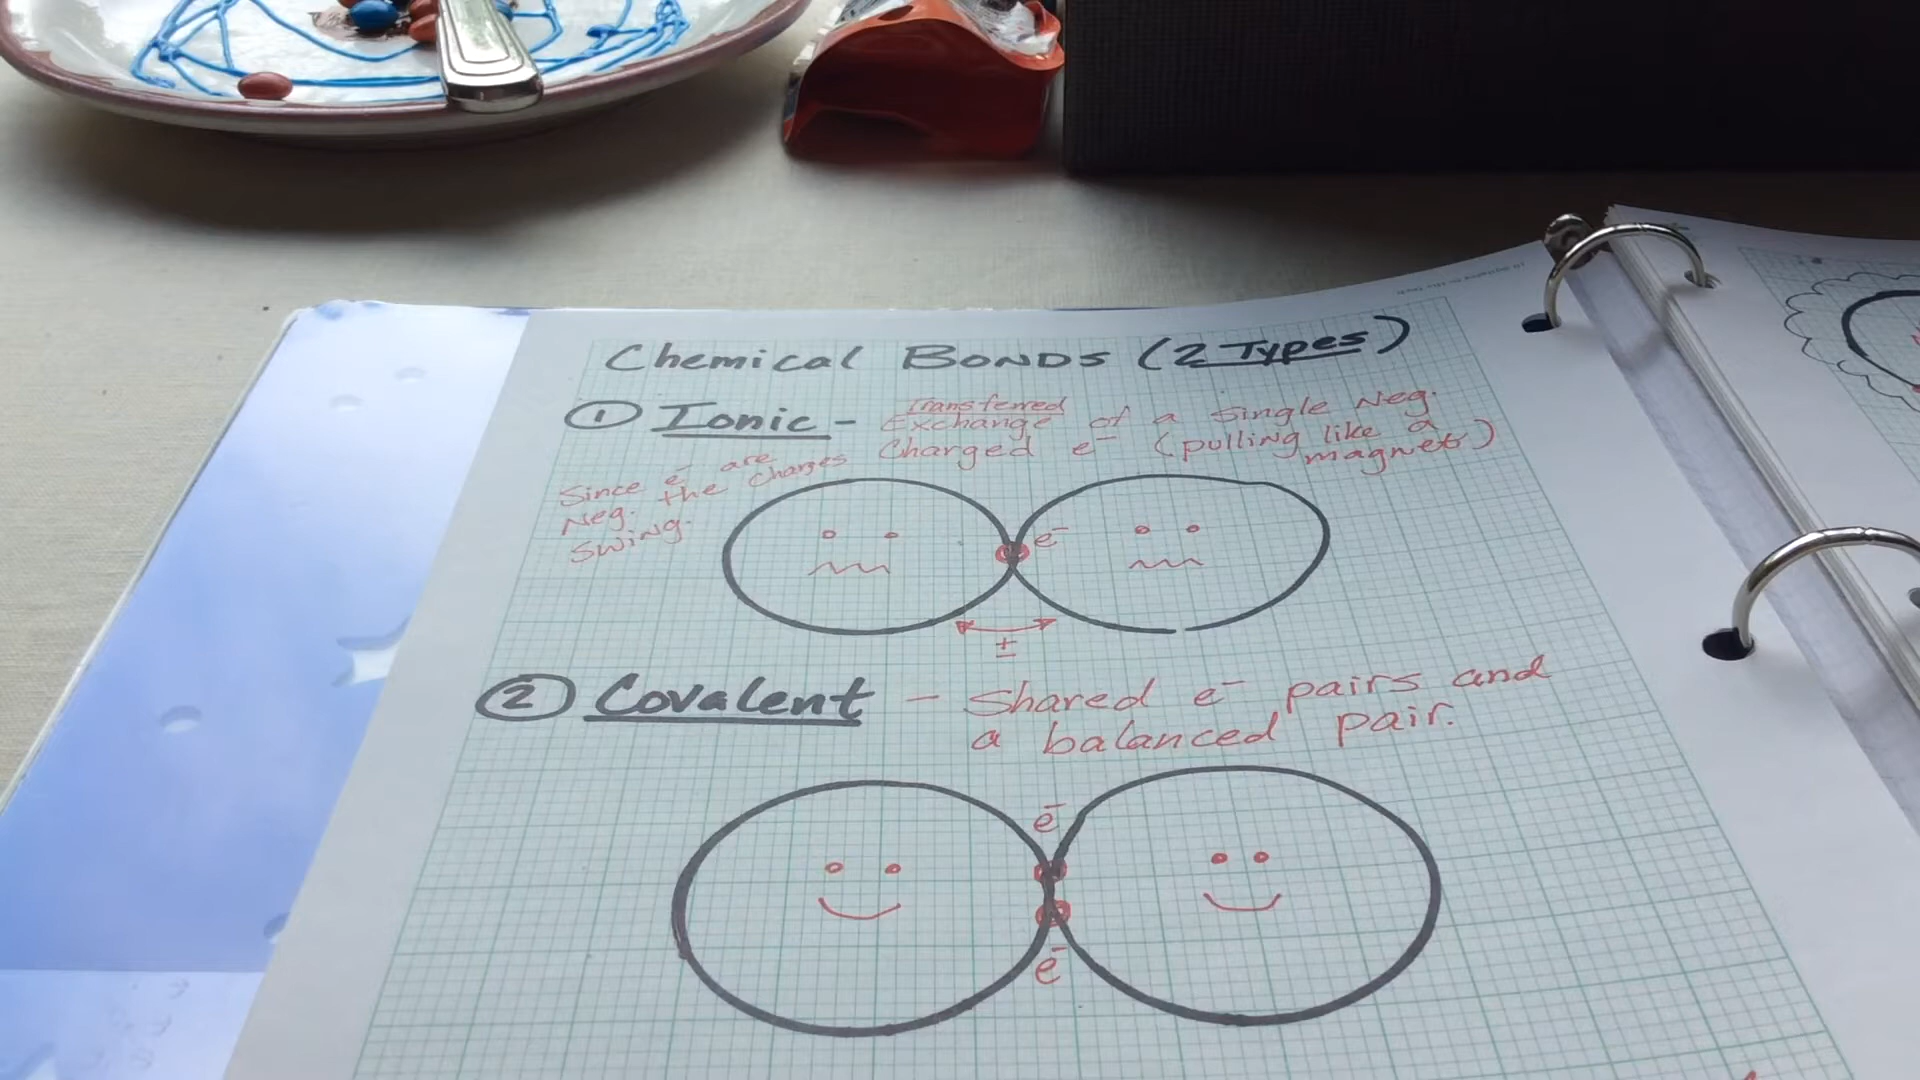 Chemical Bonds (2 Types)
① Ionic - Transferred
Exchange of a single Neg.
Charged e⁻ (pulling like a
magnet)
Since e⁻ are
Neg. the charges
swing.
e⁻
±
② Covalent - Shared e⁻ pairs and
a balanced pair.
e⁻
e⁻